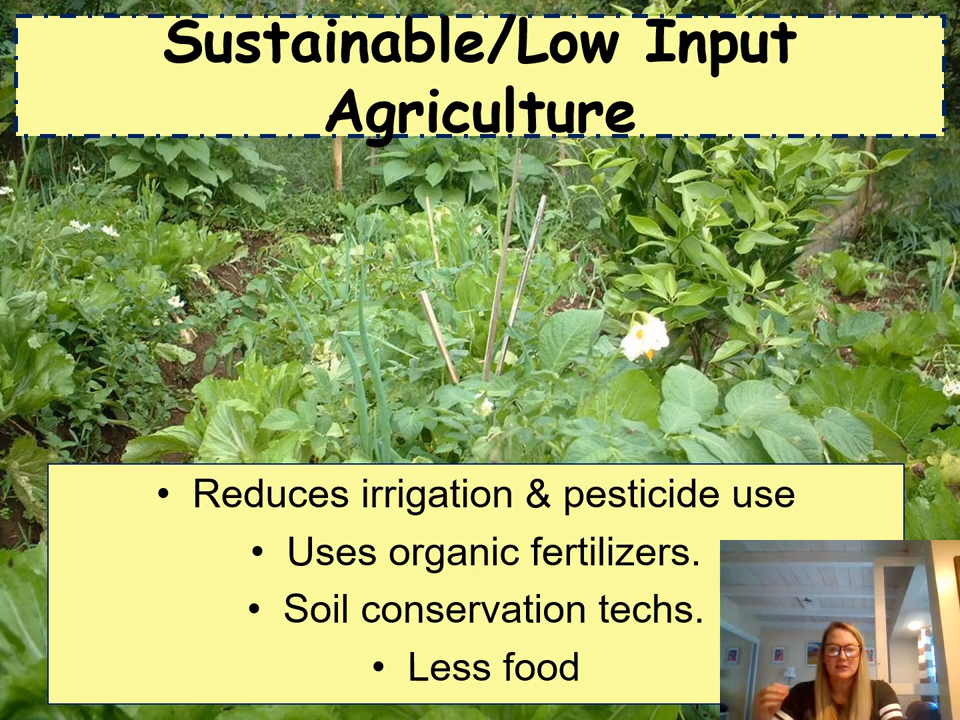 Sustainable/Low Input
Agriculture
• Reduces irrigation & pesticide use
• Uses organic fertilizers.
• Soil conservation techs.
• Less food